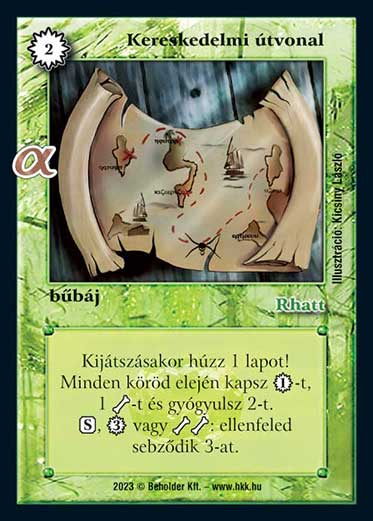 2
Kereskedelmi útvonal
α
Illusztráció: Kicsiny László
bűbáj
Rhatt
Kijátszásakor húzz 1 lapot!
Minden köröd elején kapsz 1-t,
1 -t és gyógyulsz 2-t.
S, 3 vagy : ellenfeled
sebződik 3-at.
2023 © Beholder Kft. – www.hkk.hu